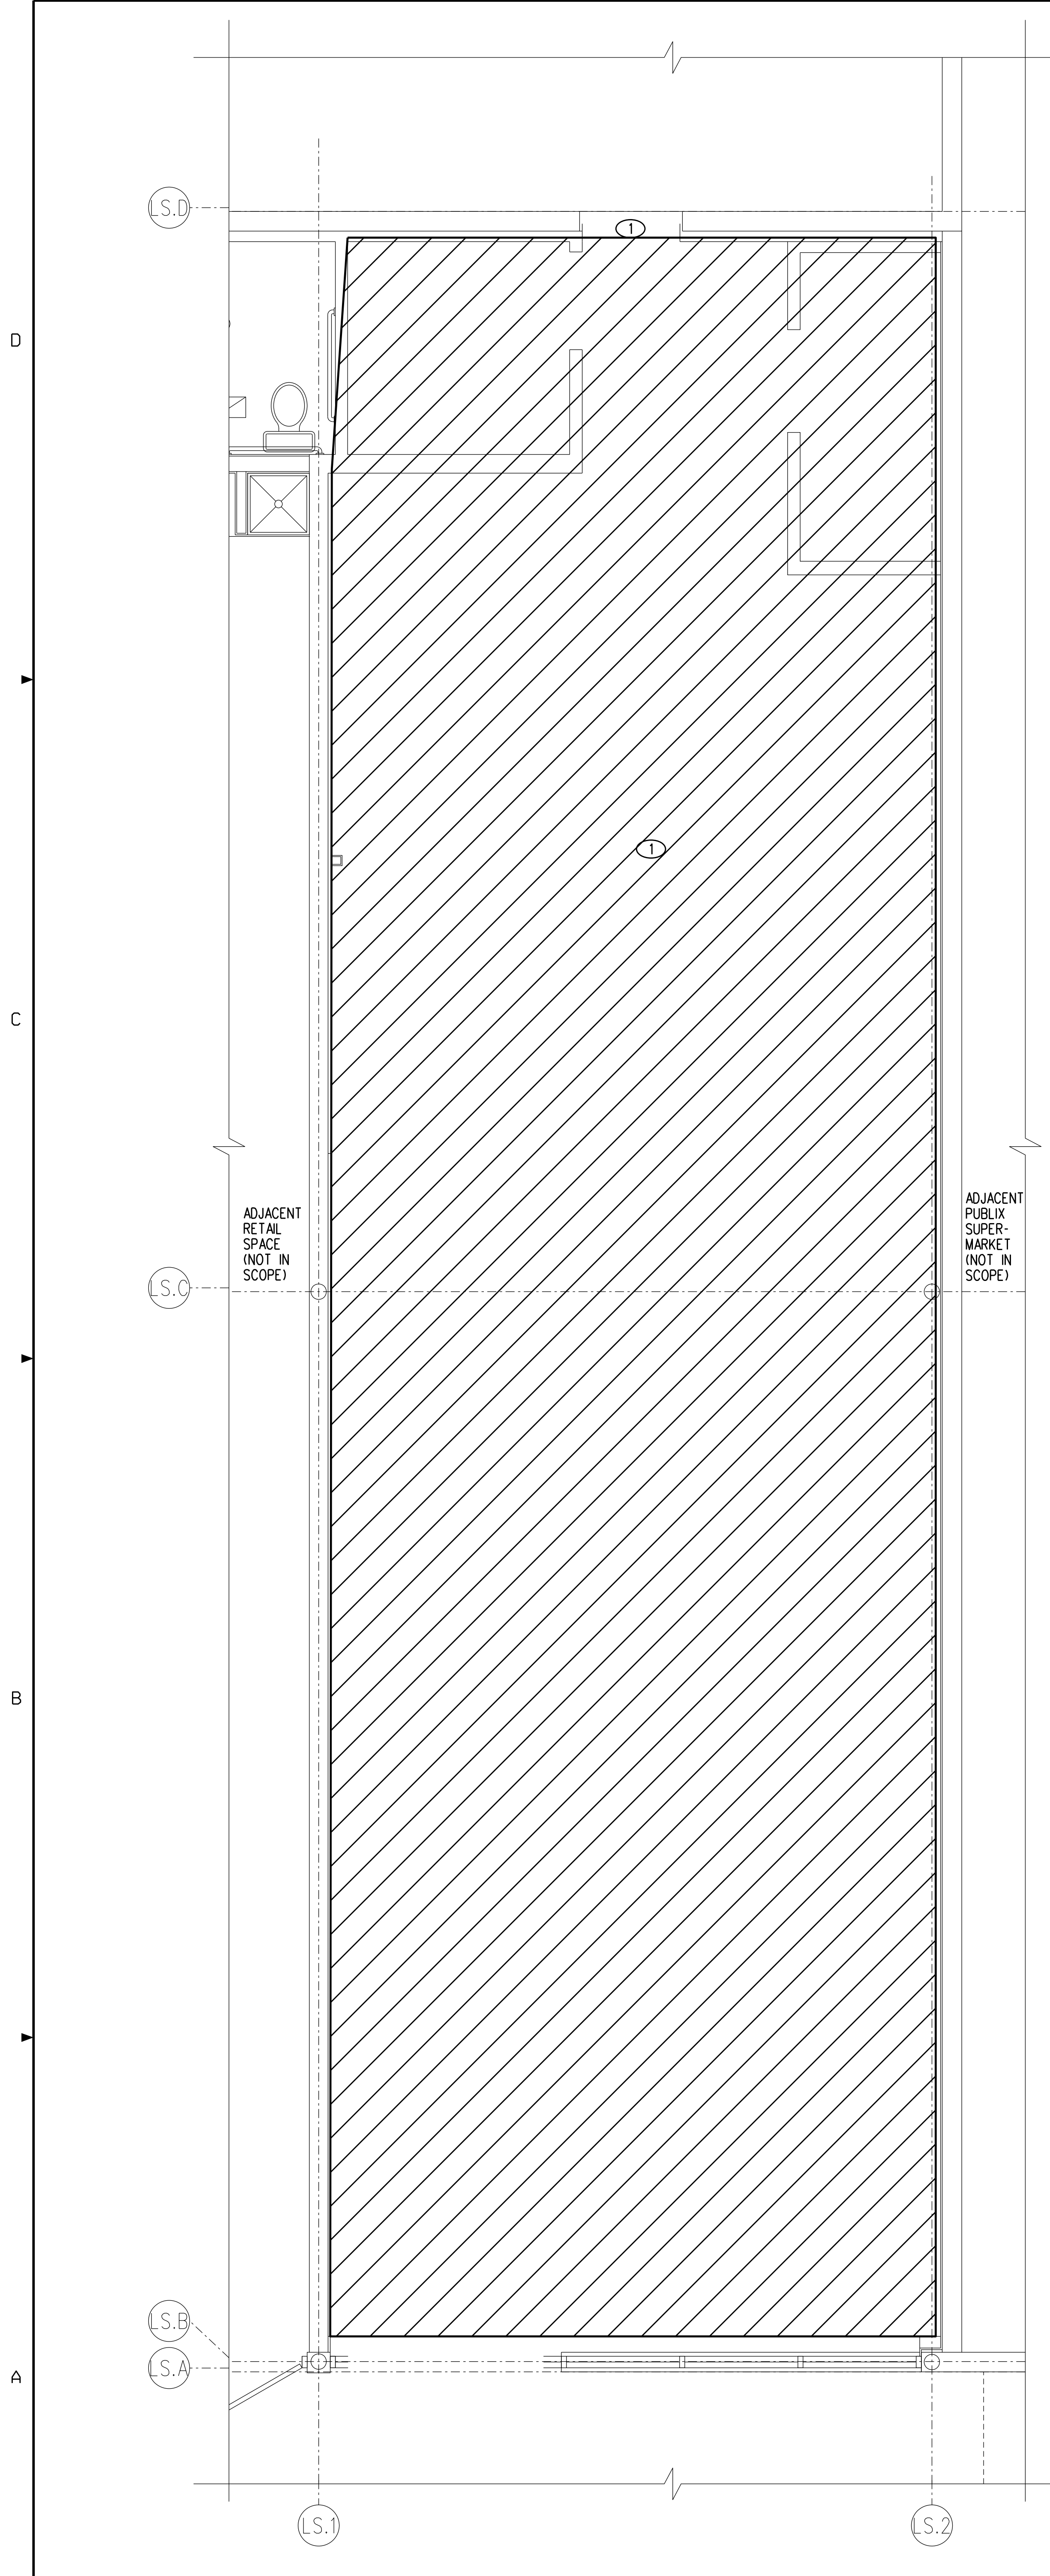 LS.D
1
D
1
C
ADJACENT
RETAIL
SPACE
(NOT IN
SCOPE)
ADJACENT
PUBLIX
SUPER-
MARKET
(NOT IN
SCOPE)
LS.C
B
LS.B
LS.A
A
LS.1
LS.2